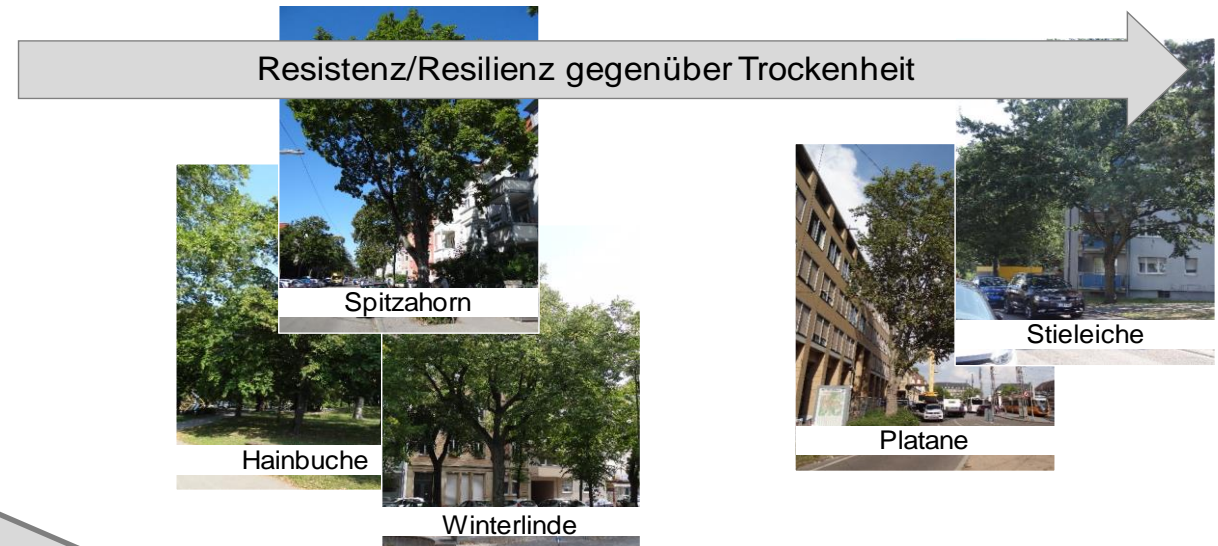 Resistenz/Resilienz gegenüber Trockenheit
Spitzahorn
Stieleiche
Platane
Hainbuche
Winterlinde